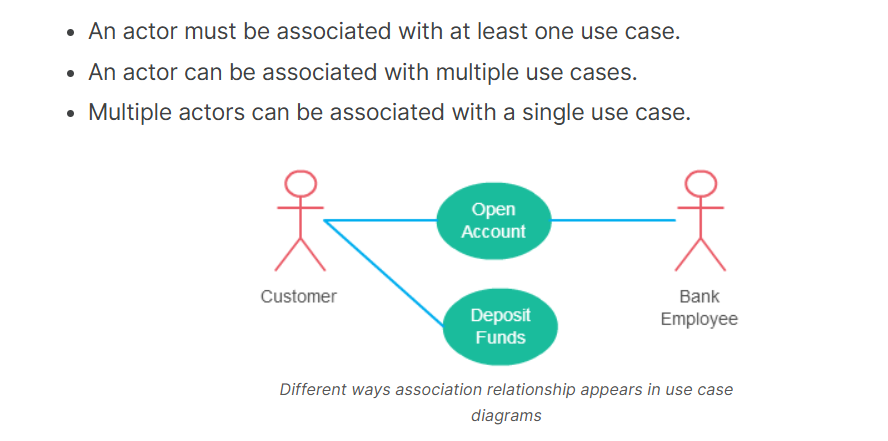 An actor must be associated with at least one use case.
An actor can be associated with multiple use cases.
Multiple actors can be associated with a single use case.
Open
Account
Customer
Bank
Employee
Deposit
Funds
Different ways association relationship appears in use case
diagrams